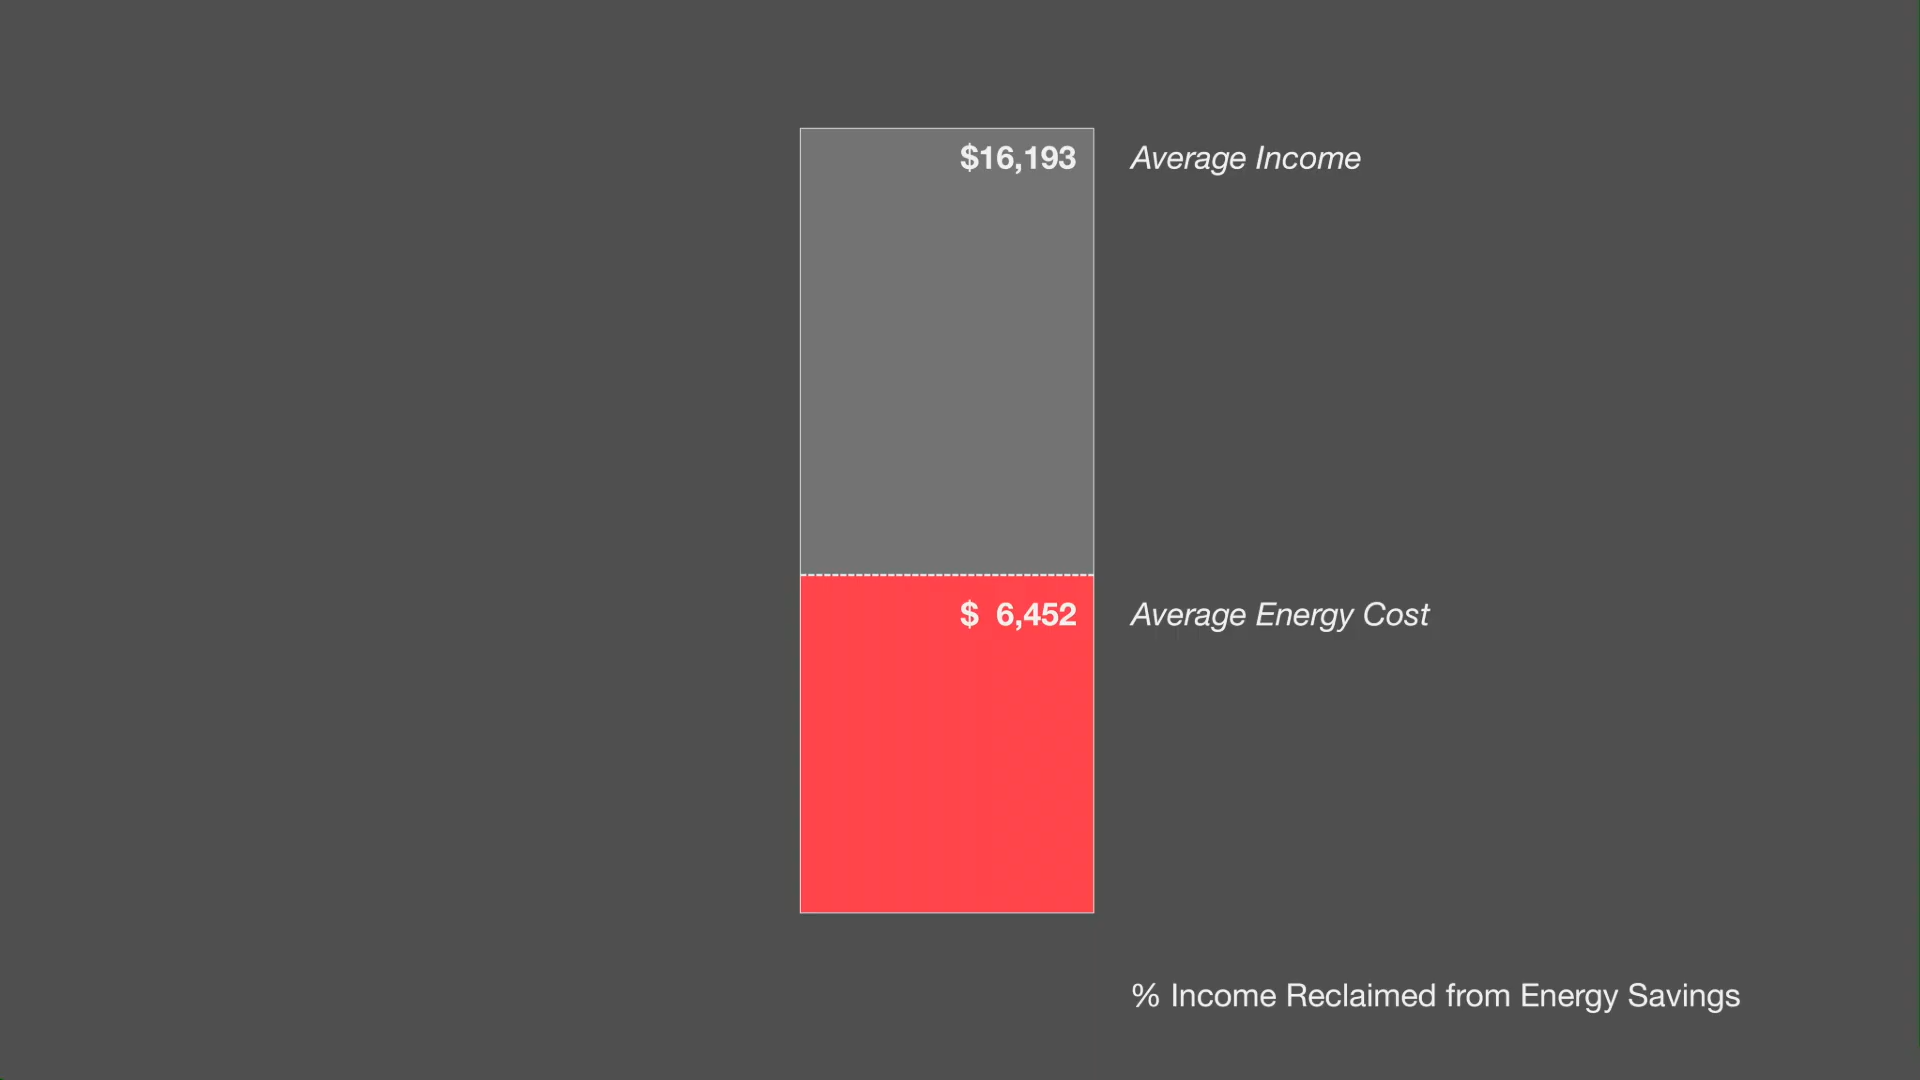 $16,193 Average Income
$ 6,452 Average Energy Cost
% Income Reclaimed from Energy Savings